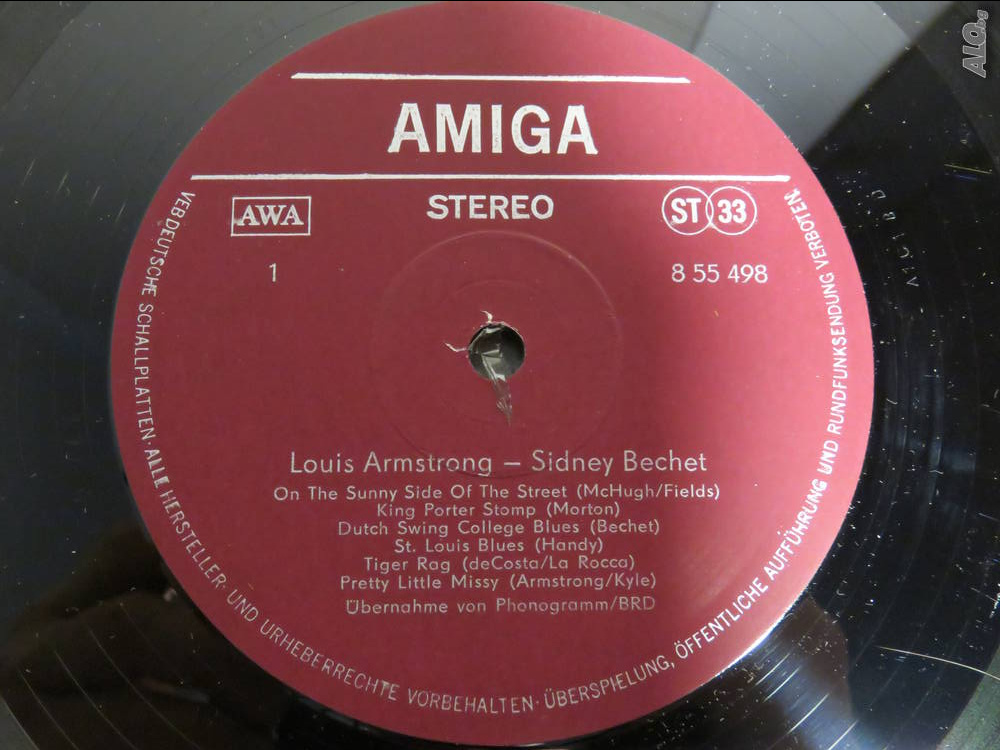 AMIGA
AWA
STEREO
ST 33
1
8 55 498
Louis Armstrong – Sidney Bechet
On The Sunny Side Of The Street (McHugh/Fields)
King Porter Stomp (Morton)
Dutch Swing College Blues (Bechet)
St. Louis Blues (Handy)
Tiger Rag (deCosta/La Rocca)
Pretty Little Missy (Armstrong/Kyle)
Übernahme von Phonogramm/BRD
VEB DEUTSCHE SCHALLPLATTEN · ALLE HERSTELLER- UND URHEBERRECHTE VORBEHALTEN · ÜBERSPIELUNG, ÖFFENTLICHE AUFFÜHRUNG UND RUNDFUNKSENDUNG VERBOTEN.
ALO.bg